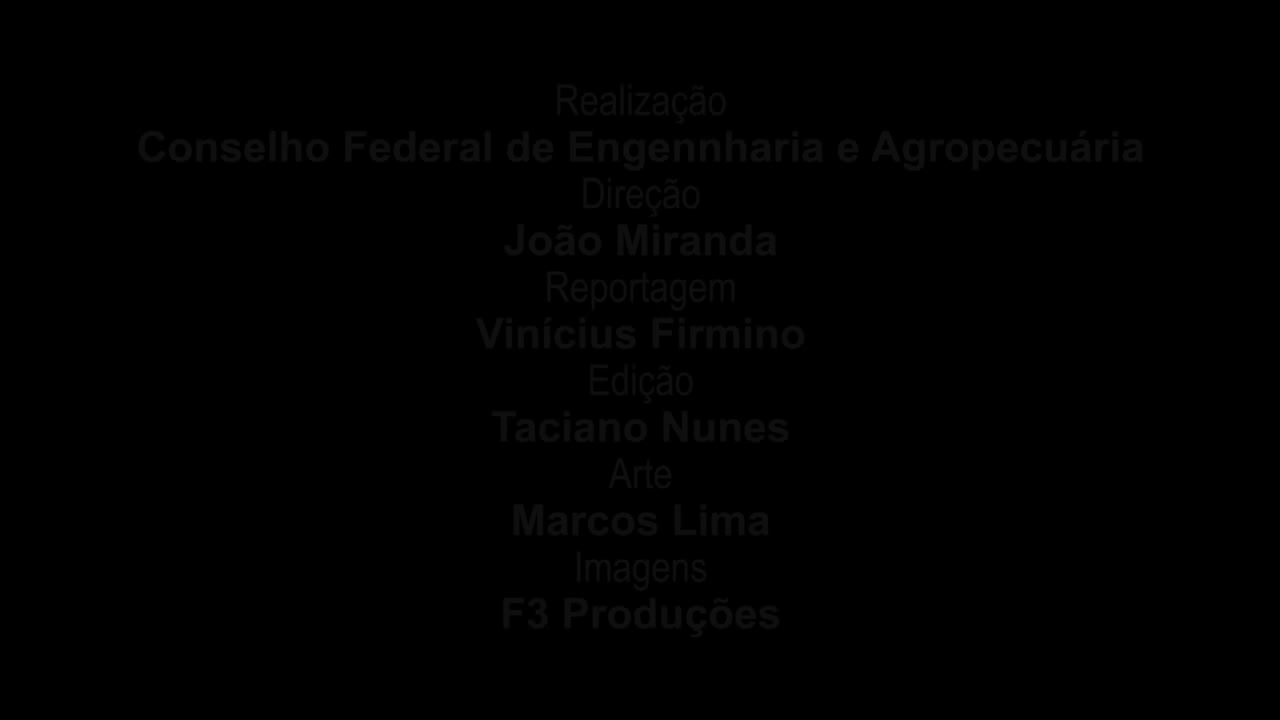 Realização
Conselho Federal de Engennharia e Agropecuária
Direção
João Miranda
Reportagem
Vinícius Firmino
Edição
Taciano Nunes
Arte
Marcos Lima
Imagens
F3 Produções